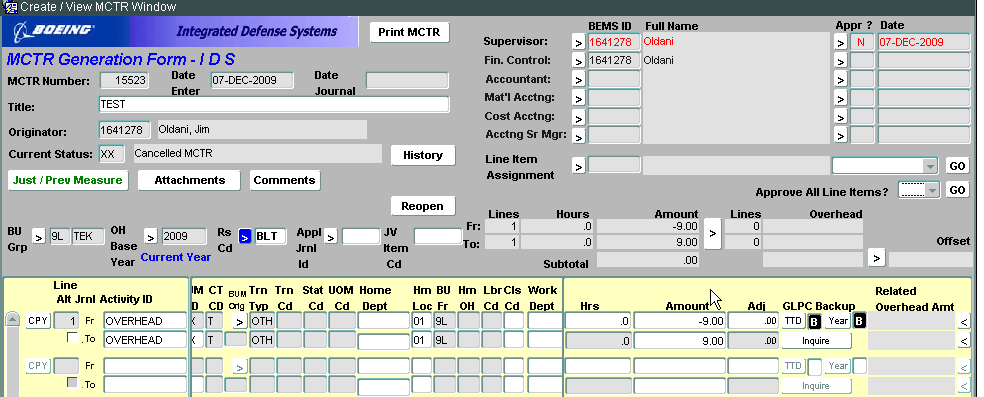 Create / View MCTR Window
BOEING Integrated Defense Systems
Print MCTR
BEMS ID Full Name Appr ? Date
Supervisor: > 1641278 Oldani > N 07-DEC-2009
MCTR Generation Form - I D S
Fin. Control: > 1641278 Oldani >
MCTR Number: 15523 Date Enter 07-DEC-2009 Date Journal
Accountant: > >
Title: TEST
Mat'l Acctng: > >
Cost Acctng: > >
Originator: 1641278 Oldani, Jim
Acctng Sr Mgr: > >
Current Status: XX Cancelled MCTR
History
Line Item Assignment > GO
Just / Prev Measure Attachments Comments
Approve All Line Items? GO
Reopen
Lines Hours Amount Lines Overhead
Fr: 1 .0 -9.00 > 0
To: 1 .0 9.00 0
Offset
Subtotal .00 >
BU Grp > 9L TEK OH Base Year > 2009 Rs Cd > BLT Appl Jrnl Id > JV Item Cd
Current Year
Line
Alt Jrnl Activity ID
M CT BUM Trn Trn Stat UOM Home Hm BU Hm Lbr Cls Work
D CD Orig Typ Cd Cd Cd Dept Loc Fr OH Cd Cd Dept
Hrs Amount Adj GLPC Backup Related Overhead Amt
CPY 1 Fr OVERHEAD X T > OTH 01 9L .0 -9.00 .00 TTD B Year B <
.To OVERHEAD X T OTH 01 9L .0 9.00 .00 Inquire <
CPY Fr > TTD Year <
.To Inquire <